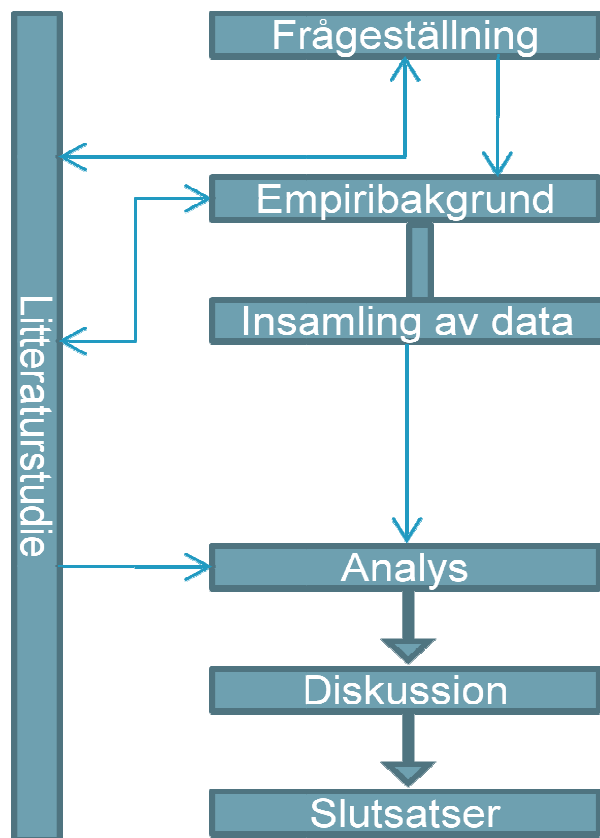 Frågeställning
Empiribakgrund
Insamling av data
Litteraturstudie
Analys
Diskussion
Slutsatser